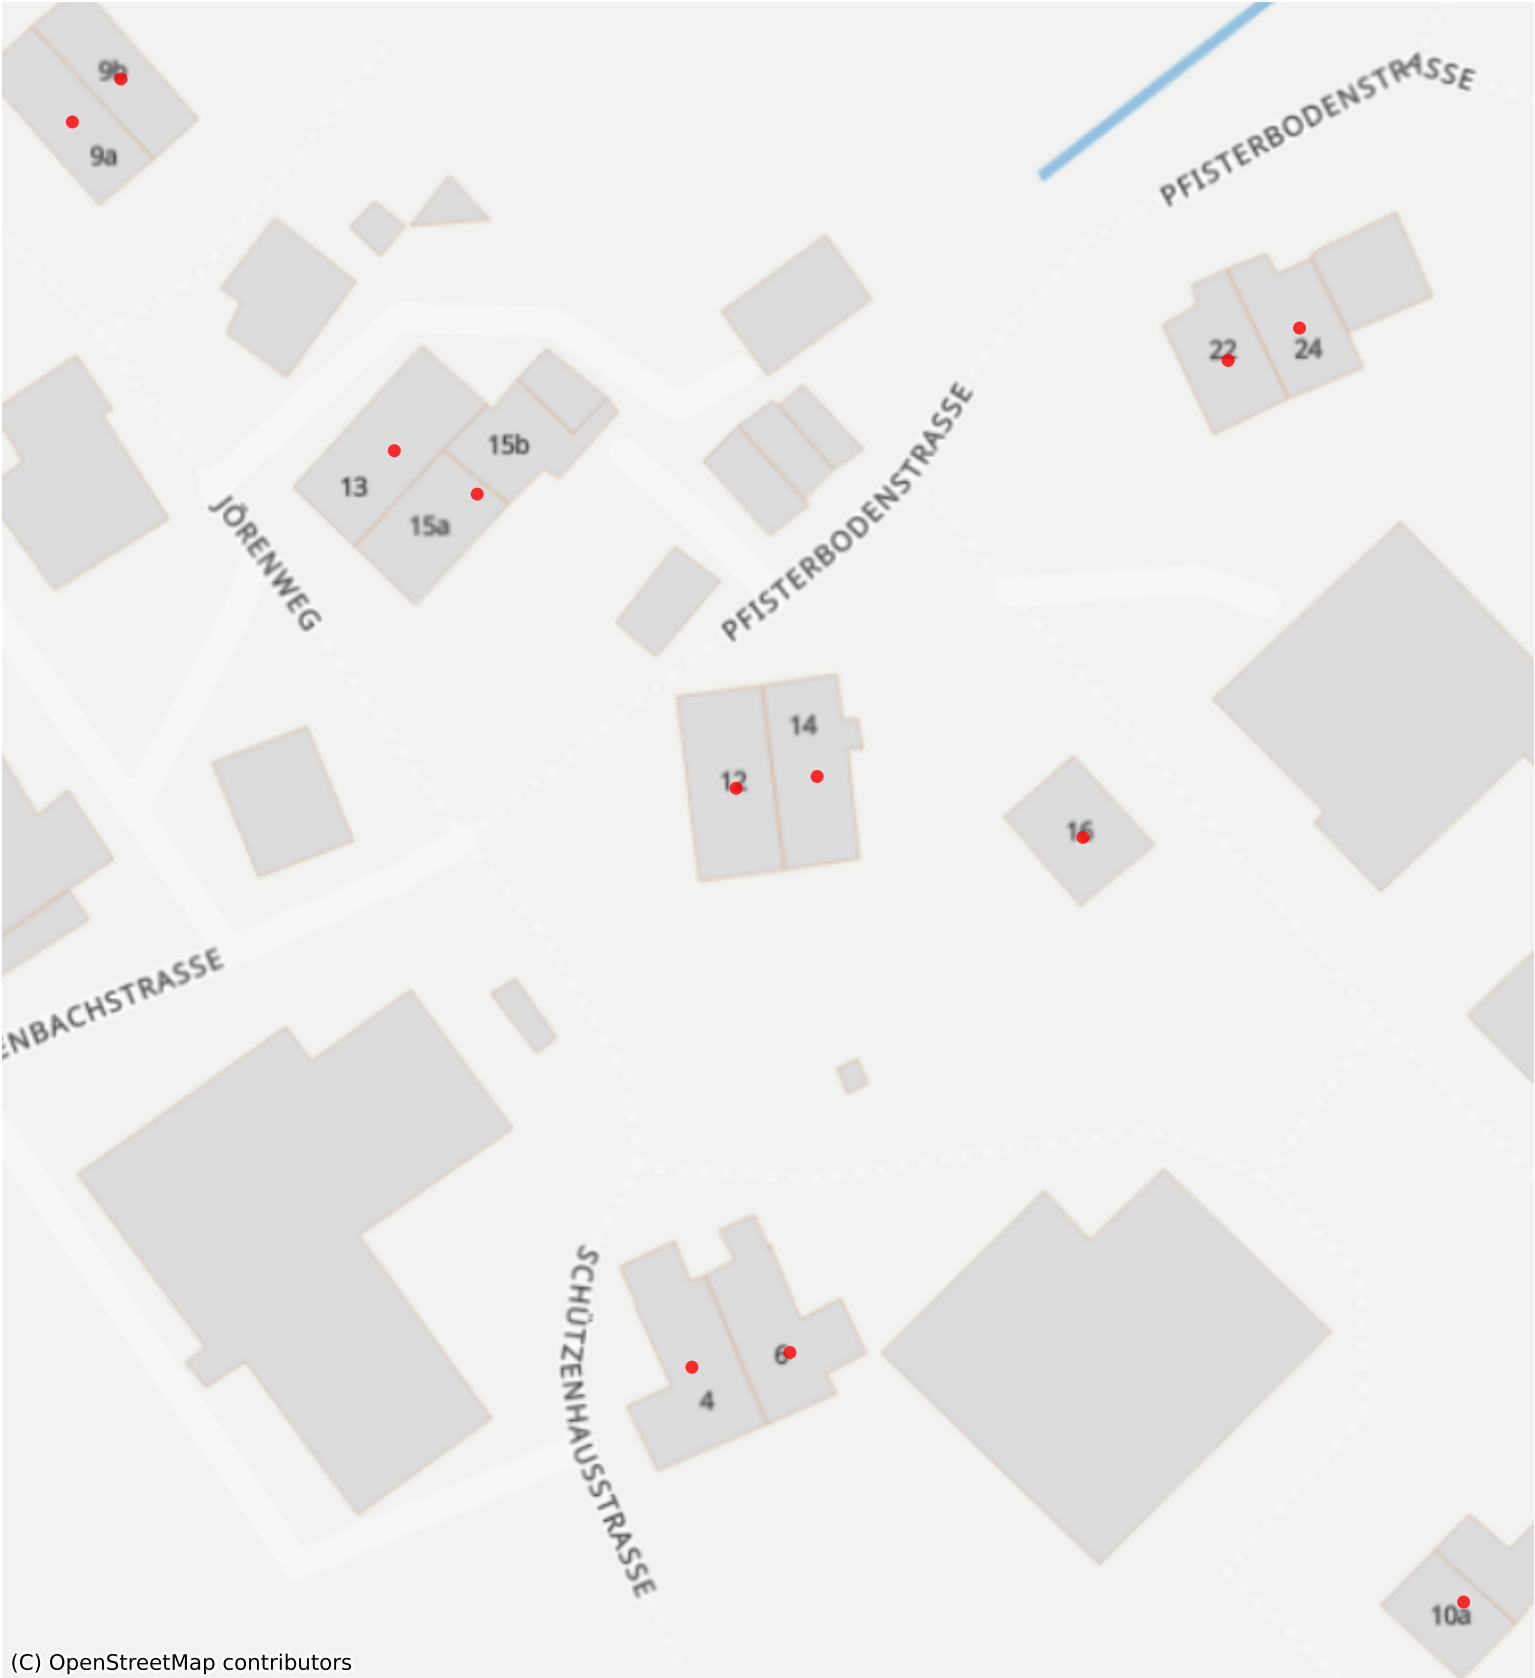 9b
9a
PFISTERBODENSTRASSE
22
24
15b
13
15a
JÖRENWEG
PFISTERBODENSTRASSE
14
12
16
ENBACHSTRASSE
SCHÜTZENHAUSSTRASSE
6
4
10a
(C) OpenStreetMap contributors